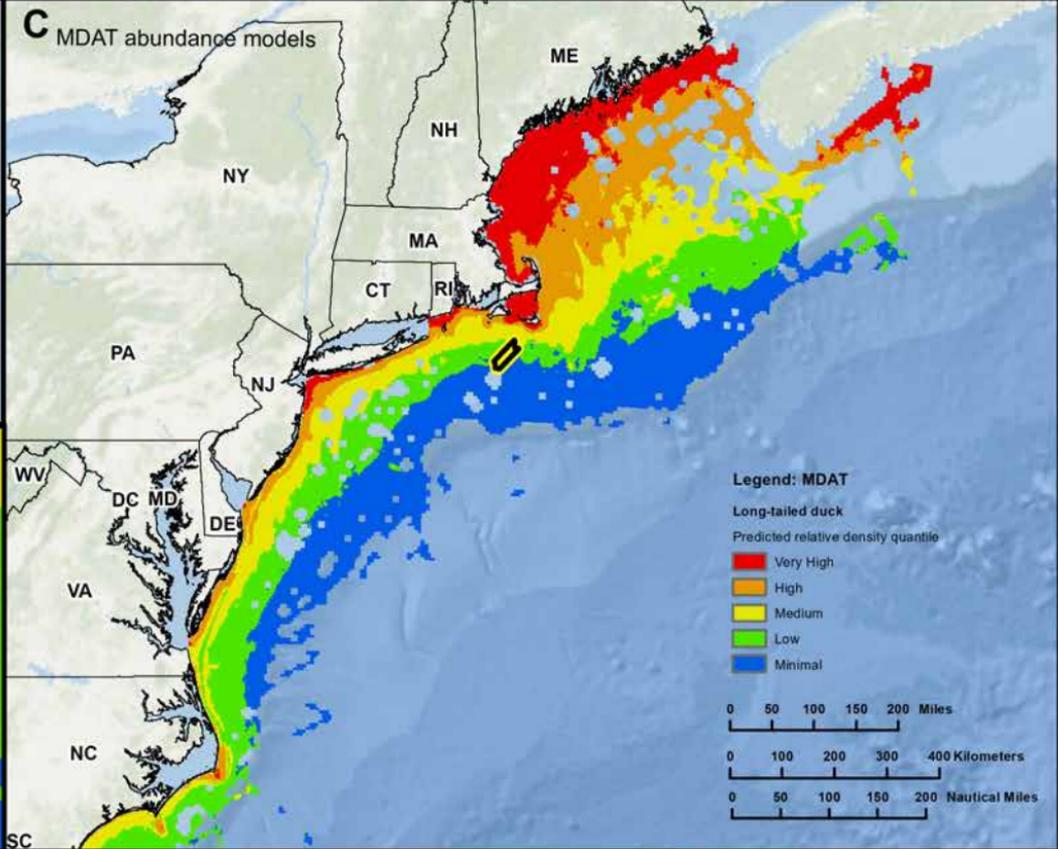 C MDAT abundance models
ME
NH
NY
MA
CT
RI
PA
NJ
WV
DC
MD
DE
VA
NC
SC
Legend: MDAT
Long-tailed duck
Predicted relative density quantile
Very High
High
Medium
Low
Minimal
0 50 100 150 200 Miles
0 100 200 300 400 Kilometers
0 50 100 150 200 Nautical Miles